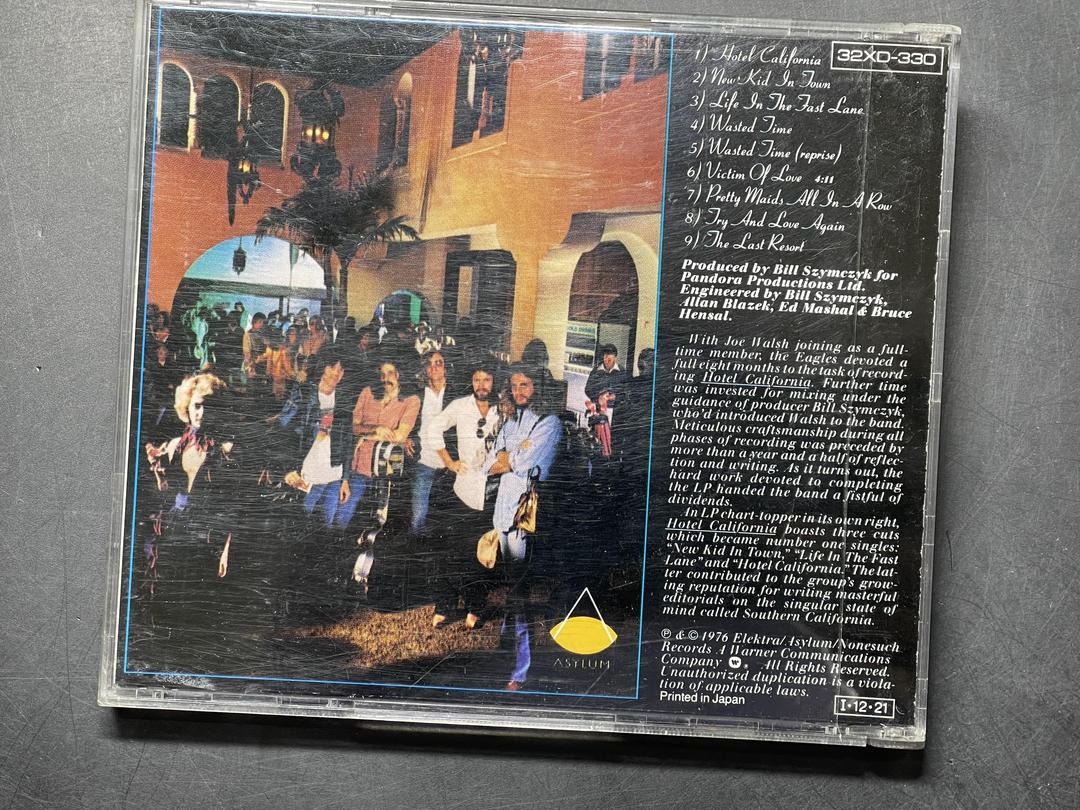 32XD-330
1) Hotel California
2) New Kid In Town
3) Life In The Fast Lane
4) Wasted Time
5) Wasted Time (reprise)
6) Victim Of Love 4:11
7) Pretty Maids All In A Row
8) Try And Love Again
9) The Last Resort
Produced by Bill Szymczyk for
Pandora Productions Ltd.
Engineered by Bill Szymczyk,
Allan Blazek, Ed Mashal & Bruce
Hensal.
With Joe Walsh joining as a full-
time member, the Eagles devoted a
full eight months to the task of record-
ing Hotel California. Further time
was invested for mixing under the
guidance of producer Bill Szymczyk,
who'd introduced Walsh to the band.
Meticulous craftsmanship during all
phases of recording was preceded by
more than a year and a half of reflec-
tion and writing. As it turns out, the
hard work devoted to completing
the LP handed the band a fistful of
dividends.
An LP chart-topper in its own right,
Hotel California boasts three cuts
which became number one singles:
"New Kid In Town," "Life In The Fast
Lane" and "Hotel California." The lat-
ter contributed to the group's grow-
ing reputation for writing masterful
editorials on the singular state of
mind called Southern California.
℗ & © 1976 Elektra/Asylum/Nonesuch
Records A Warner Communications
Company W. All Rights Reserved.
Unauthorized duplication is a viola-
tion of applicable laws.
Printed in Japan
I·12·21
ASYLUM